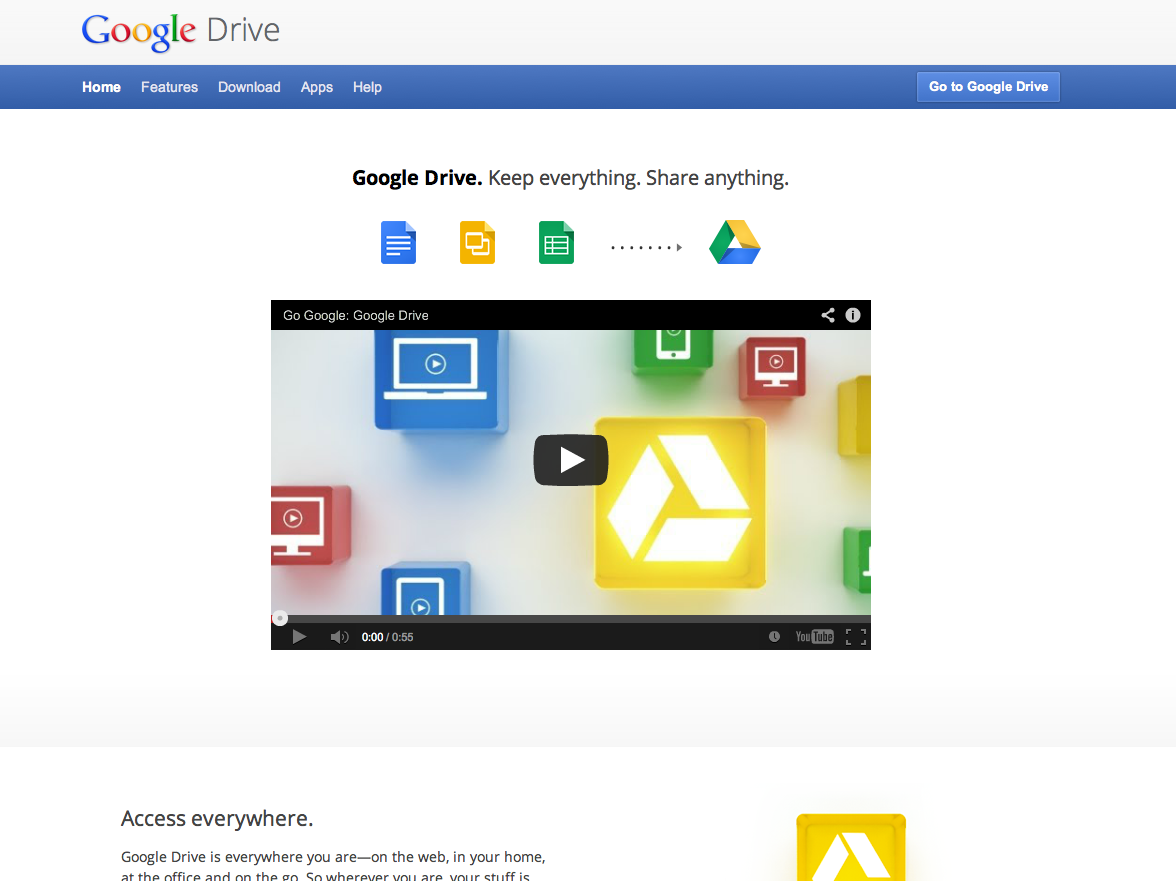 Google Drive
Home Features Download Apps Help Go to Google Drive
Google Drive. Keep everything. Share anything.
Go Google: Google Drive
0:00 / 0:55 YouTube
Access everywhere.
Google Drive is everywhere you are—on the web, in your home,
at the office and on the go. So wherever you are, your stuff is